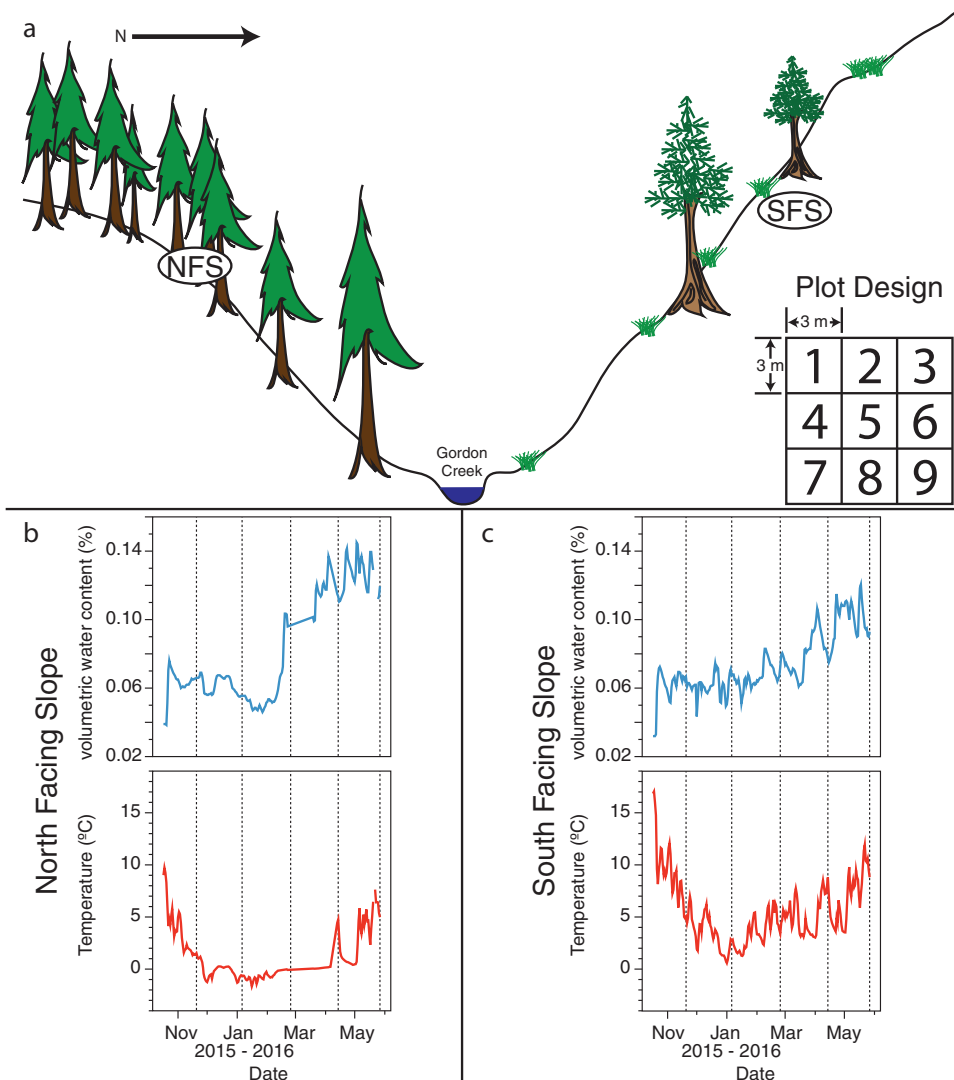 a
N
NFS
SFS
Gordon
Creek
Plot Design
3 m
3 m
1 2 3
4 5 6
7 8 9
b
North Facing Slope
volumetric water content (%)
0.14
0.10
0.06
0.02
Temperature (ºC)
15
10
5
0
Nov Jan Mar May
2015 - 2016
Date
c
South Facing Slope
volumetric water content (%)
0.14
0.10
0.06
0.02
Temperature (ºC)
15
10
5
0
Nov Jan Mar May
2015 - 2016
Date